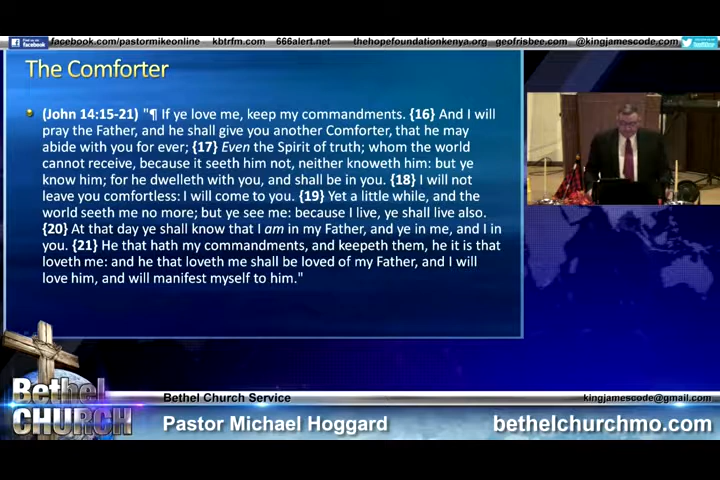 Find us on facebook
facebook.com/pastormikeonline kbtrfm.com 666alert.net thehopefoundationkenya.org geofrisbee.com @kingjamescode.com
twitter
The Comforter
(John 14:15-21) "¶ If ye love me, keep my commandments. {16} And I will
pray the Father, and he shall give you another Comforter, that he may
abide with you for ever; {17} Even the Spirit of truth; whom the world
cannot receive, because it seeth him not, neither knoweth him: but ye
know him; for he dwelleth with you, and shall be in you. {18} I will not
leave you comfortless: I will come to you. {19} Yet a little while, and the
world seeth me no more; but ye see me: because I live, ye shall live also.
{20} At that day ye shall know that I am in my Father, and ye in me, and I in
you. {21} He that hath my commandments, and keepeth them, he it is that
loveth me: and he that loveth me shall be loved of my Father, and I will
love him, and will manifest myself to him."
Bethel
CHURCH
Bethel Church Service kingjamescode@gmail.com
Pastor Michael Hoggard bethelchurchmo.com